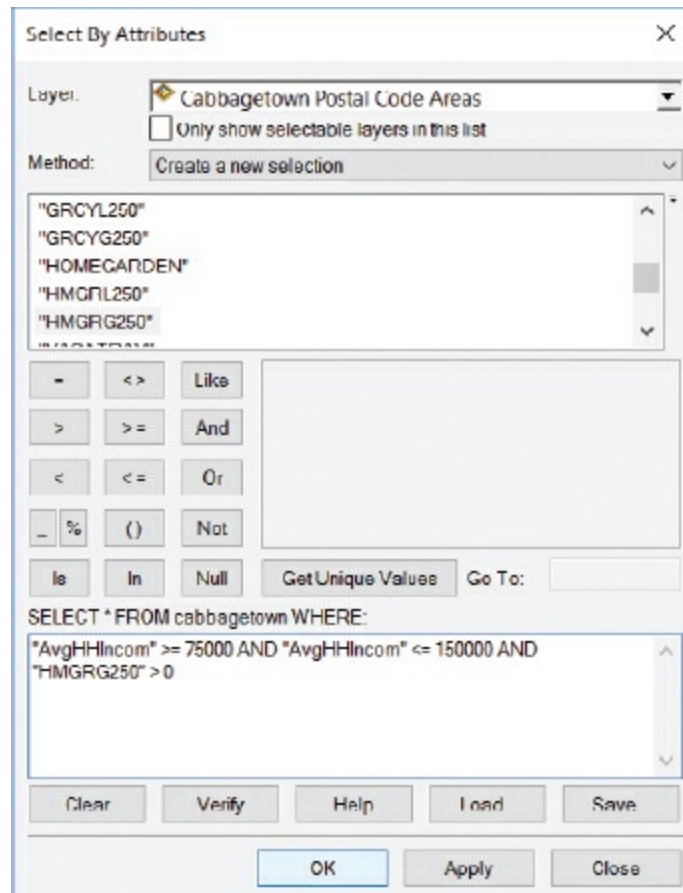 Select By Attributes
Layer:
Cabbagetown Postal Code Areas
Only show selectable layers in this list
Method:
Create a new selection
"GRCYL250"
"GRCYG250"
"HOMEGARDEN"
"HMGRL250"
"HMGRG250"
= <> Like
> >= And
< <= Or
_ % () Not
Is In Null Get Unique Values Go To:
SELECT * FROM cabbagetown WHERE:
"AvgHHIncom" >= 75000 AND "AvgHHIncom" <= 150000 AND
"HMGRG250" > 0
Clear Verify Help Load Save
OK Apply Close